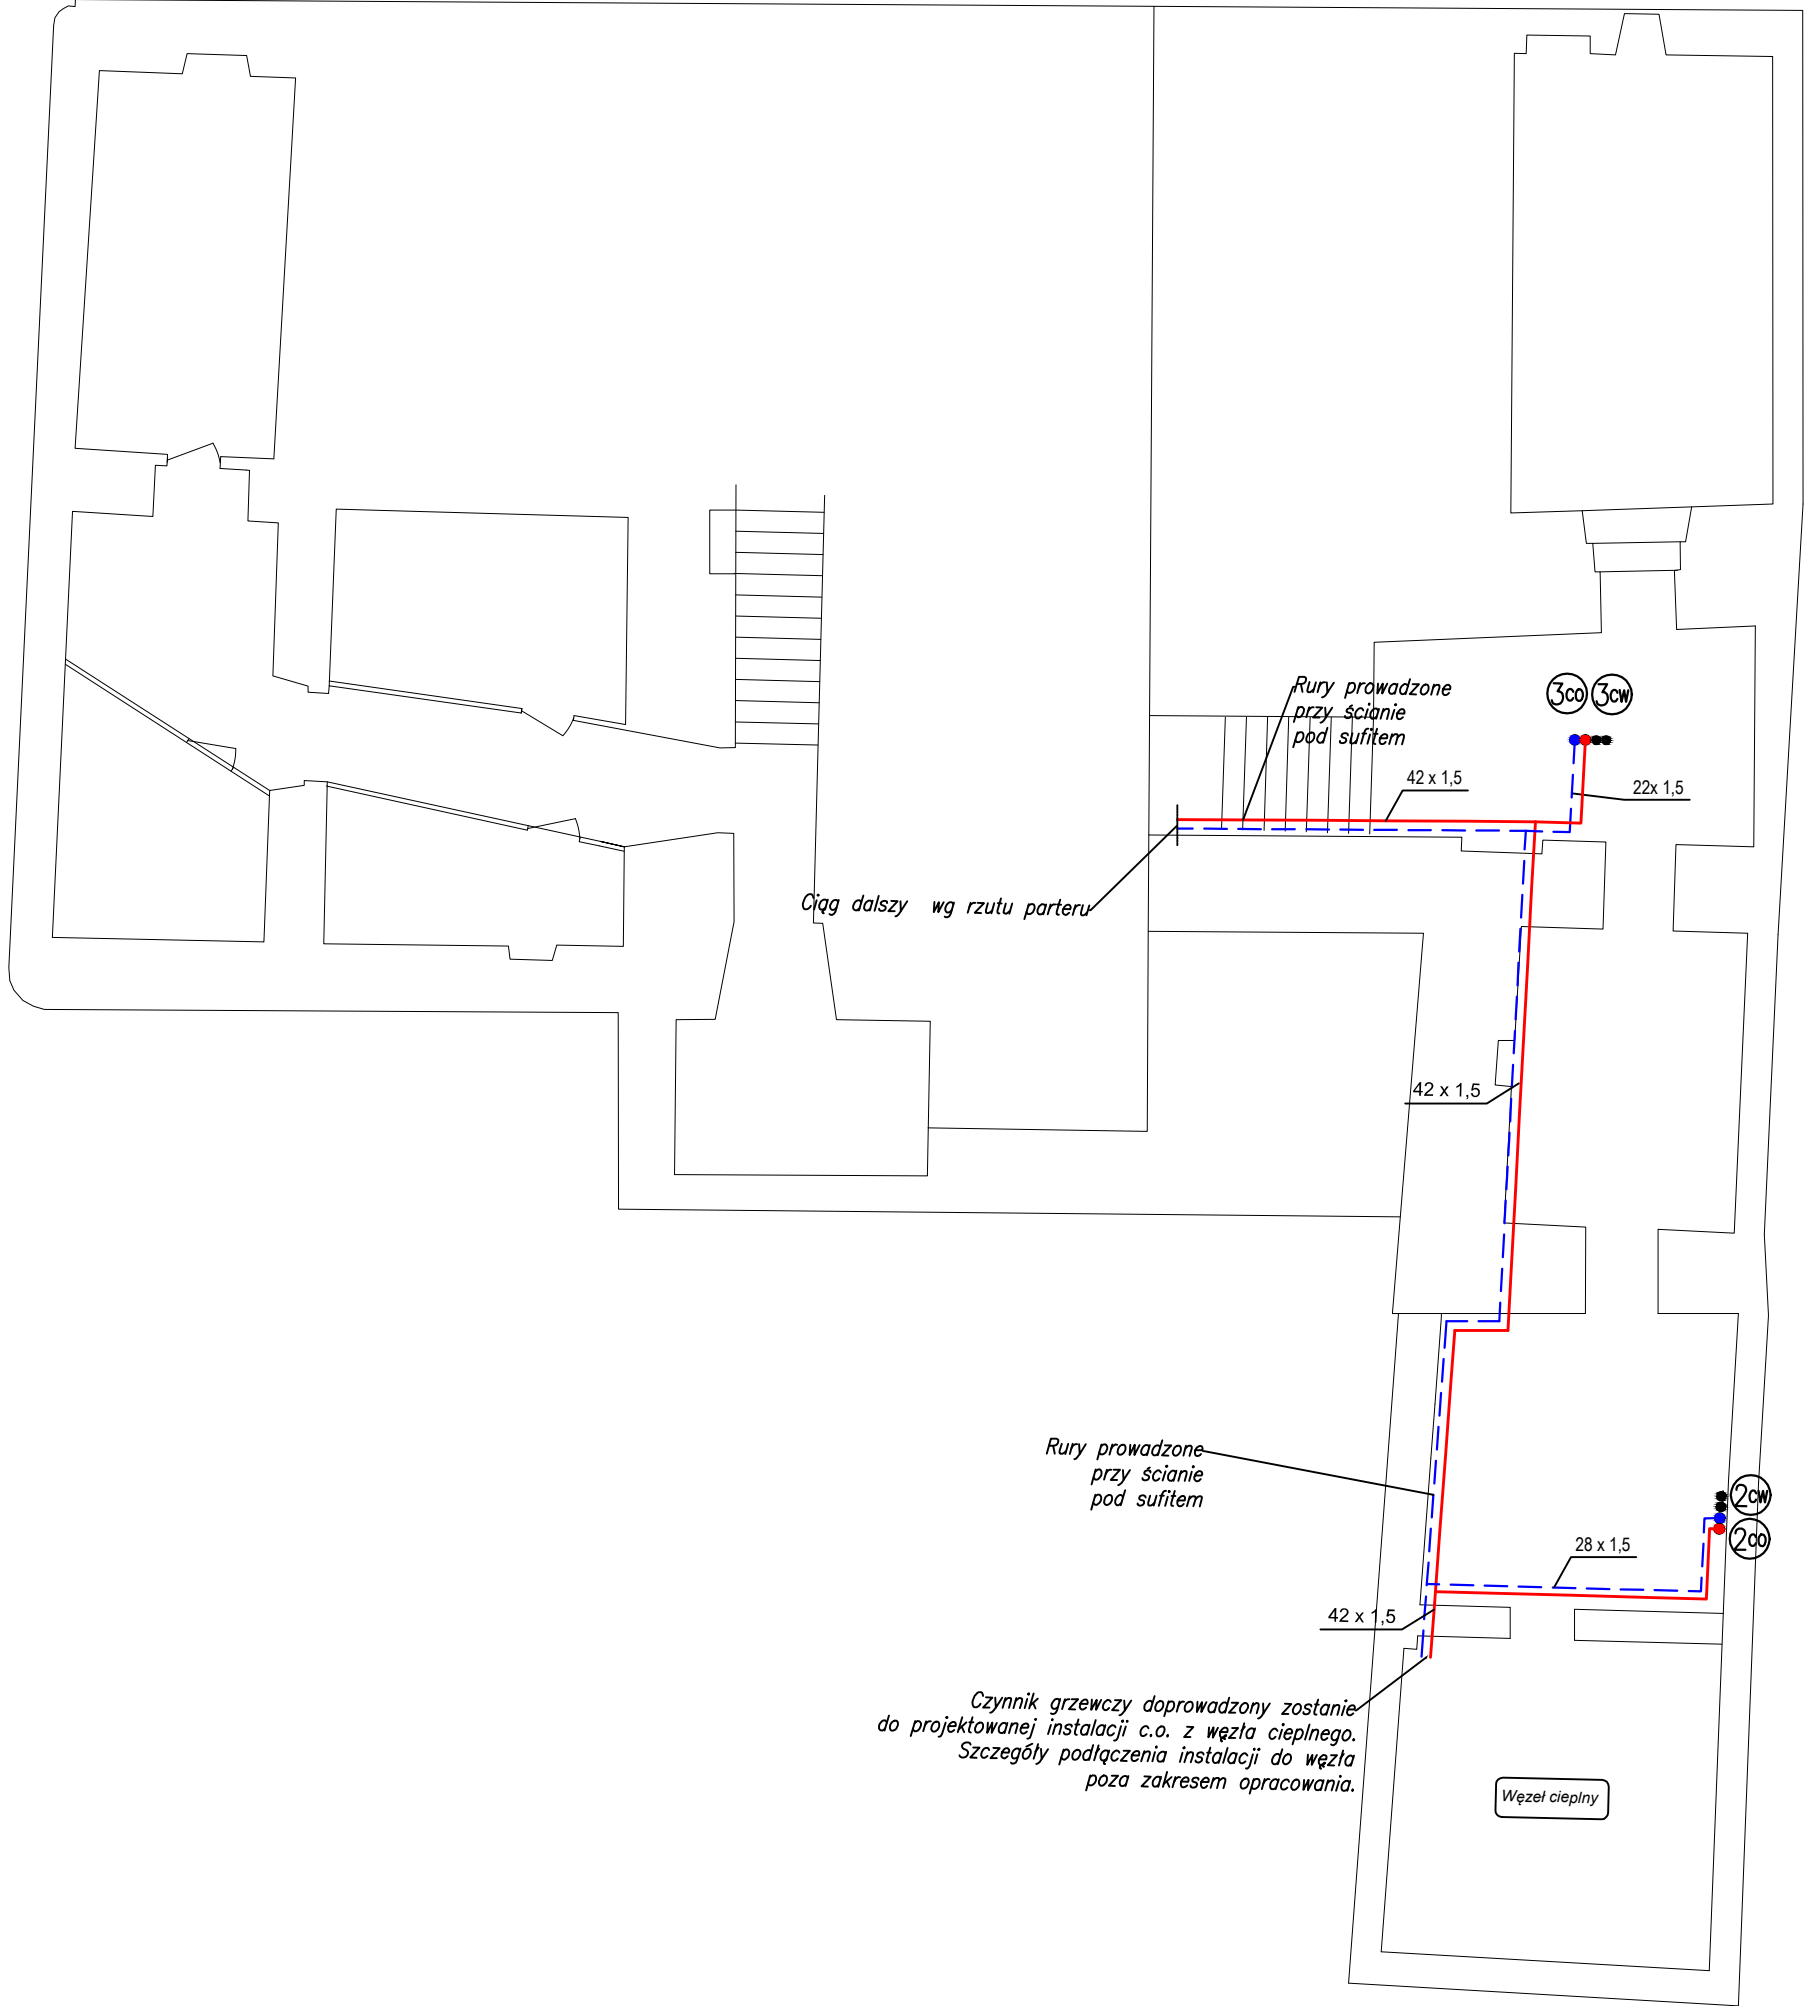 Rury prowadzone
przy ścianie
pod sufitem
3co
3cw
42 x 1,5
22x 1,5
Ciąg dalszy wg rzutu parteru
42 x 1,5
Rury prowadzone
przy ścianie
pod sufitem
2cw
2co
28 x 1,5
42 x 1,5
Czynnik grzewczy doprowadzony zostanie
do projektowanej instalacji c.o. z węzła cieplnego.
Szczegóły podłączenia instalacji do węzła
poza zakresem opracowania.
Węzeł cieplny